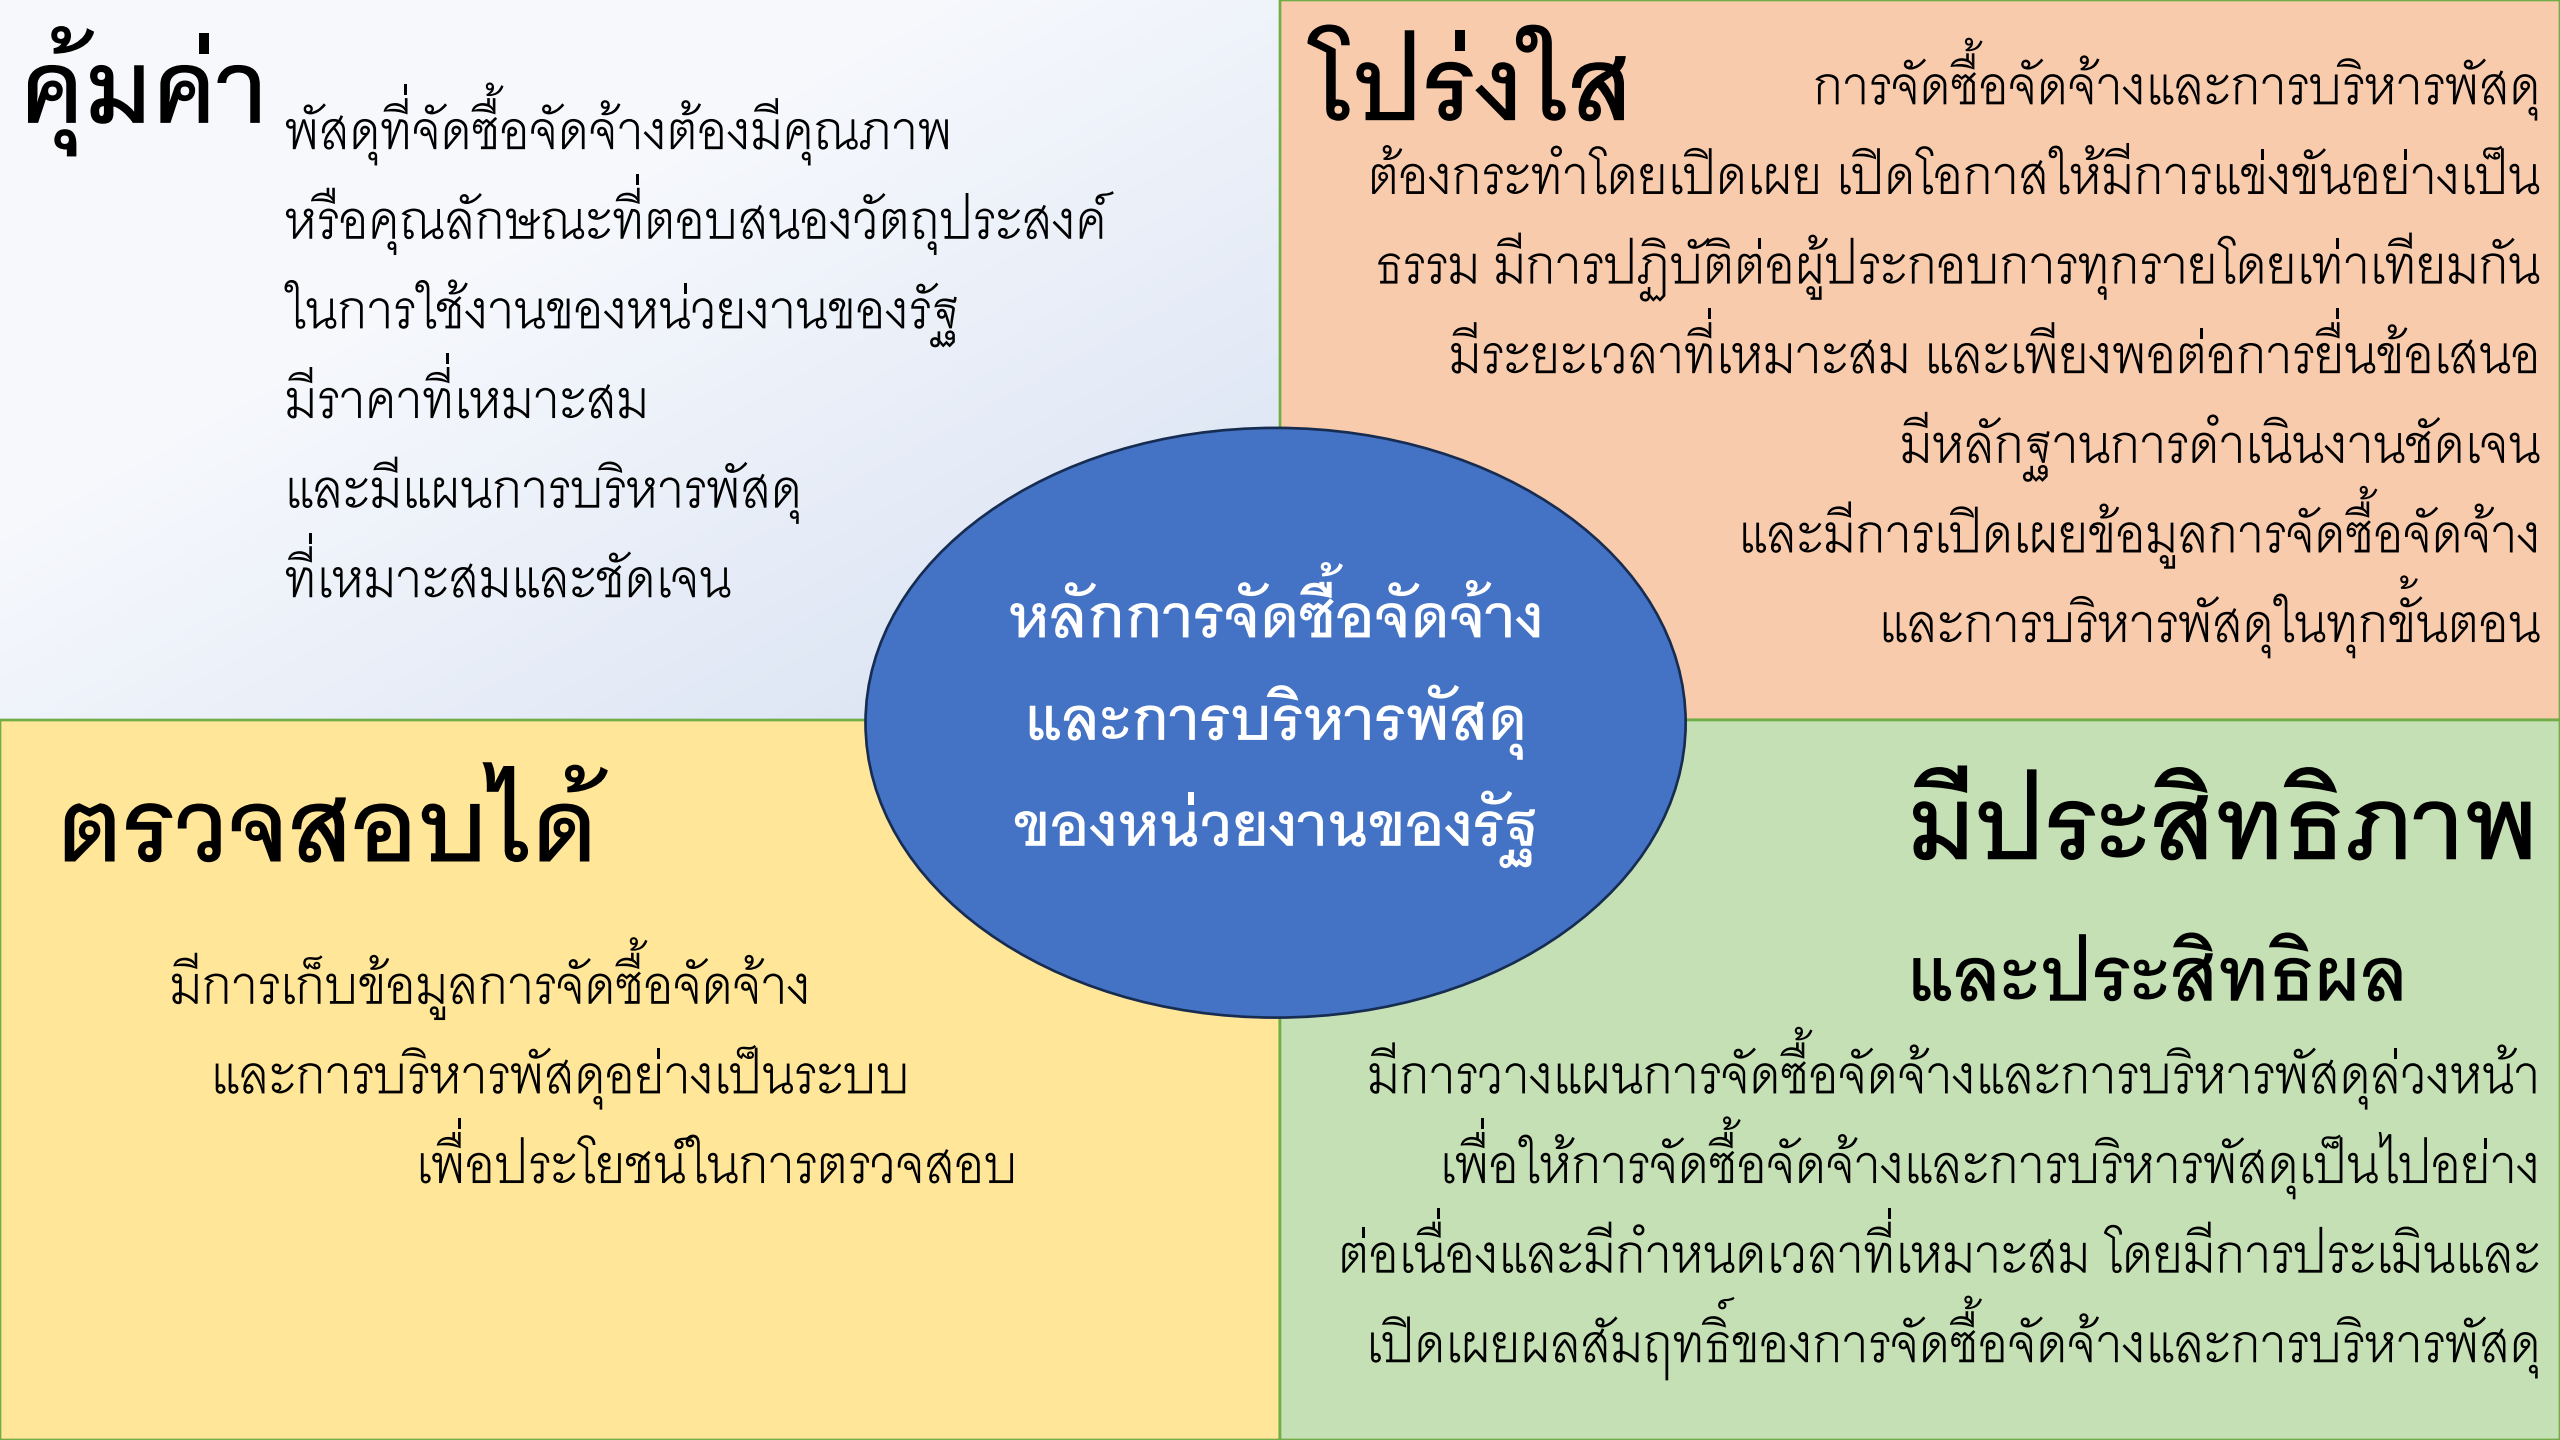 คุ้มค่า
พัสดุที่จัดซื้อจัดจ้างต้องมีคุณภาพ
หรือคุณลักษณะที่ตอบสนองวัตถุประสงค์
ในการใช้งานของหน่วยงานของรัฐ
มีราคาที่เหมาะสม
และมีแผนการบริหารพัสดุ
ที่เหมาะสมและชัดเจน
โปร่งใส
การจัดซื้อจัดจ้างและการบริหารพัสดุ
ต้องกระทำโดยเปิดเผย เปิดโอกาสให้มีการแข่งขันอย่างเป็น
ธรรม มีการปฏิบัติต่อผู้ประกอบการทุกรายโดยเท่าเทียมกัน
มีระยะเวลาที่เหมาะสม และเพียงพอต่อการยื่นข้อเสนอ
มีหลักฐานการดำเนินงานชัดเจน
และมีการเปิดเผยข้อมูลการจัดซื้อจัดจ้าง
และการบริหารพัสดุในทุกขั้นตอน
หลักการจัดซื้อจัดจ้าง
และการบริหารพัสดุ
ของหน่วยงานของรัฐ
ตรวจสอบได้
มีการเก็บข้อมูลการจัดซื้อจัดจ้าง
และการบริหารพัสดุอย่างเป็นระบบ
เพื่อประโยชน์ในการตรวจสอบ
มีประสิทธิภาพ
และประสิทธิผล
มีการวางแผนการจัดซื้อจัดจ้างและการบริหารพัสดุล่วงหน้า
เพื่อให้การจัดซื้อจัดจ้างและการบริหารพัสดุเป็นไปอย่าง
ต่อเนื่องและมีกำหนดเวลาที่เหมาะสม โดยมีการประเมินและ
เปิดเผยผลสัมฤทธิ์ของการจัดซื้อจัดจ้างและการบริหารพัสดุ